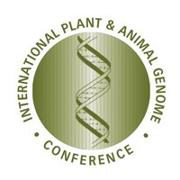 INTERNATIONAL PLANT & ANIMAL GENOME
• CONFERENCE •